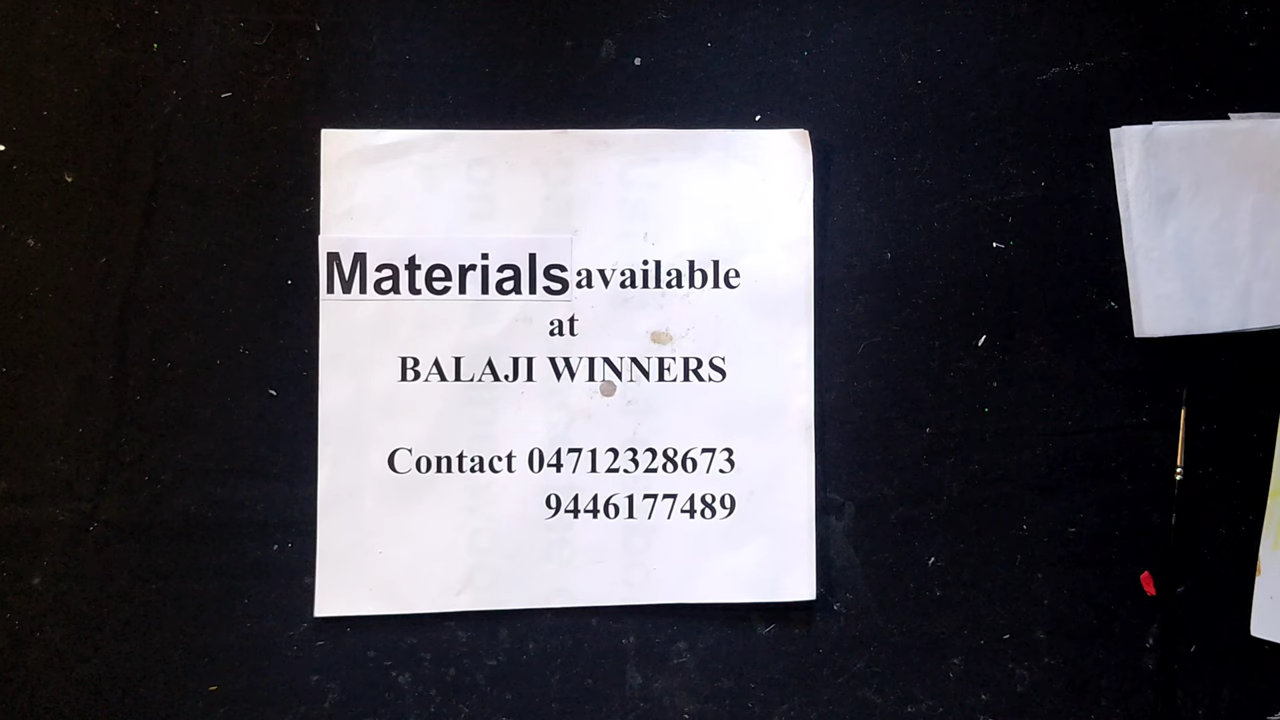 Materials available
at
BALAJI WINNERS
Contact 04712328673
9446177489